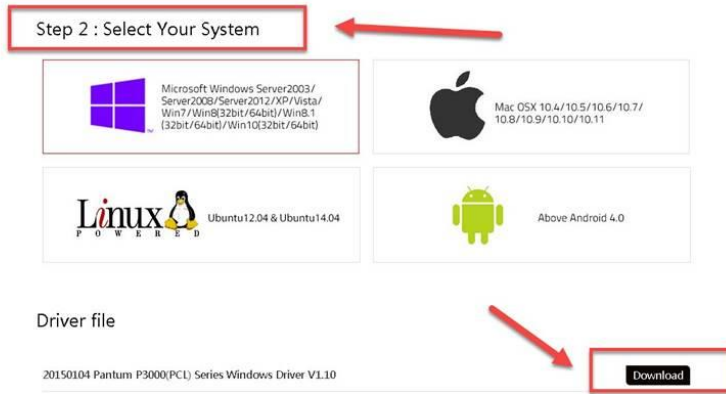 Step 2 : Select Your System
Microsoft Windows Server2003/
Server2008/Server2012/XP/Vista/
Win7/Win8(32bit/64bit)/Win8.1
(32bit/64bit)/Win10(32bit/64bit)
TM
Mac OSX 10.4/10.5/10.6/10.7/
10.8/10.9/10.10/10.11
Linux
POWERED
Ubuntu12.04 & Ubuntu14.04
Above Android 4.0
Driver file
20150104 Pantum P3000(PCL) Series Windows Driver V1.10
Download